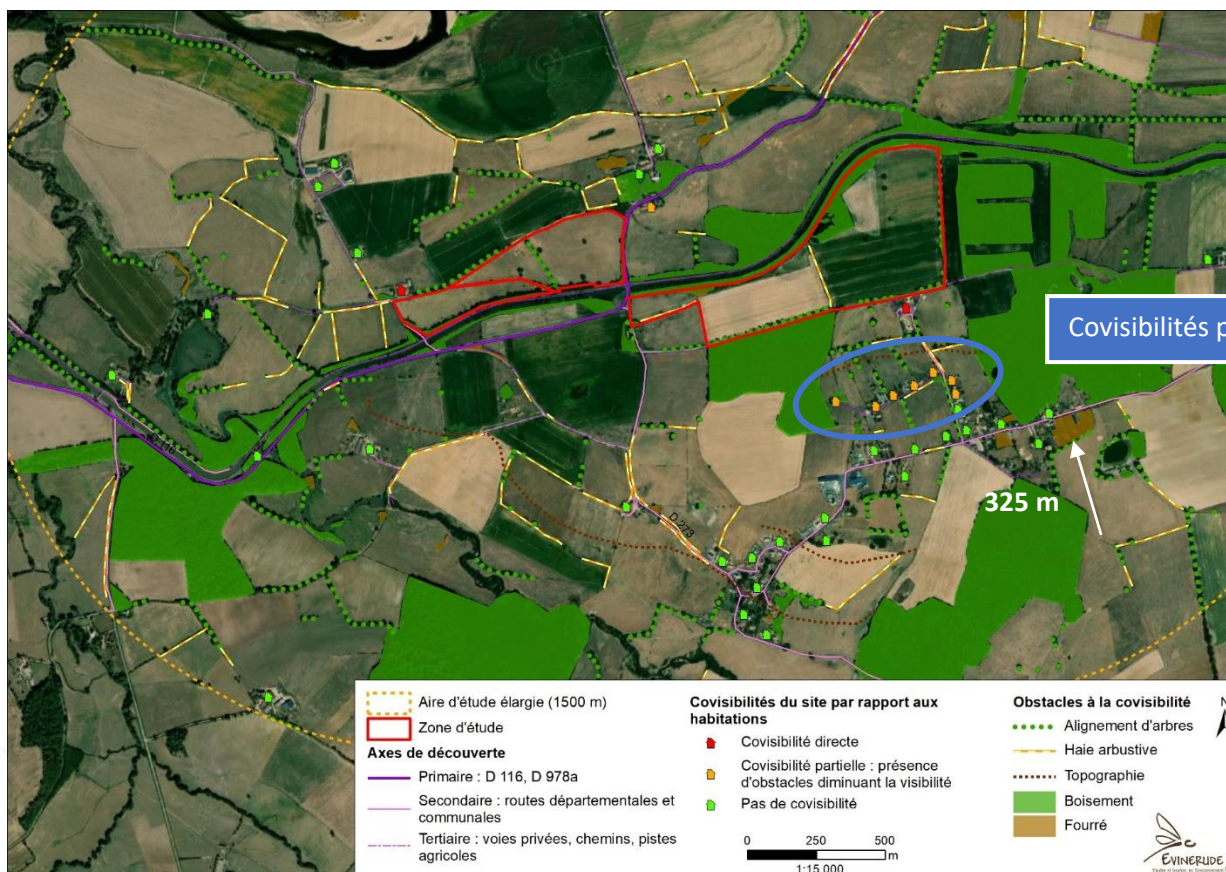 Covisibilités p
325 m
D 273
Aire d'étude élargie (1500 m)
Zone d'étude
Axes de découverte
Primaire : D 116, D 978a
Secondaire : routes départementales et
communales
Tertiaire : voies privées, chemins, pistes
agricoles
Covisibilités du site par rapport aux
habitations
Covisibilité directe
Covisibilité partielle : présence
d'obstacles diminuant la visibilité
Pas de covisibilité
0 250 500
m
1:15 000
Obstacles à la covisibilité
N
Alignement d'arbres
Haie arbustive
Topographie
Boisement
Fourré
EVINERUDE